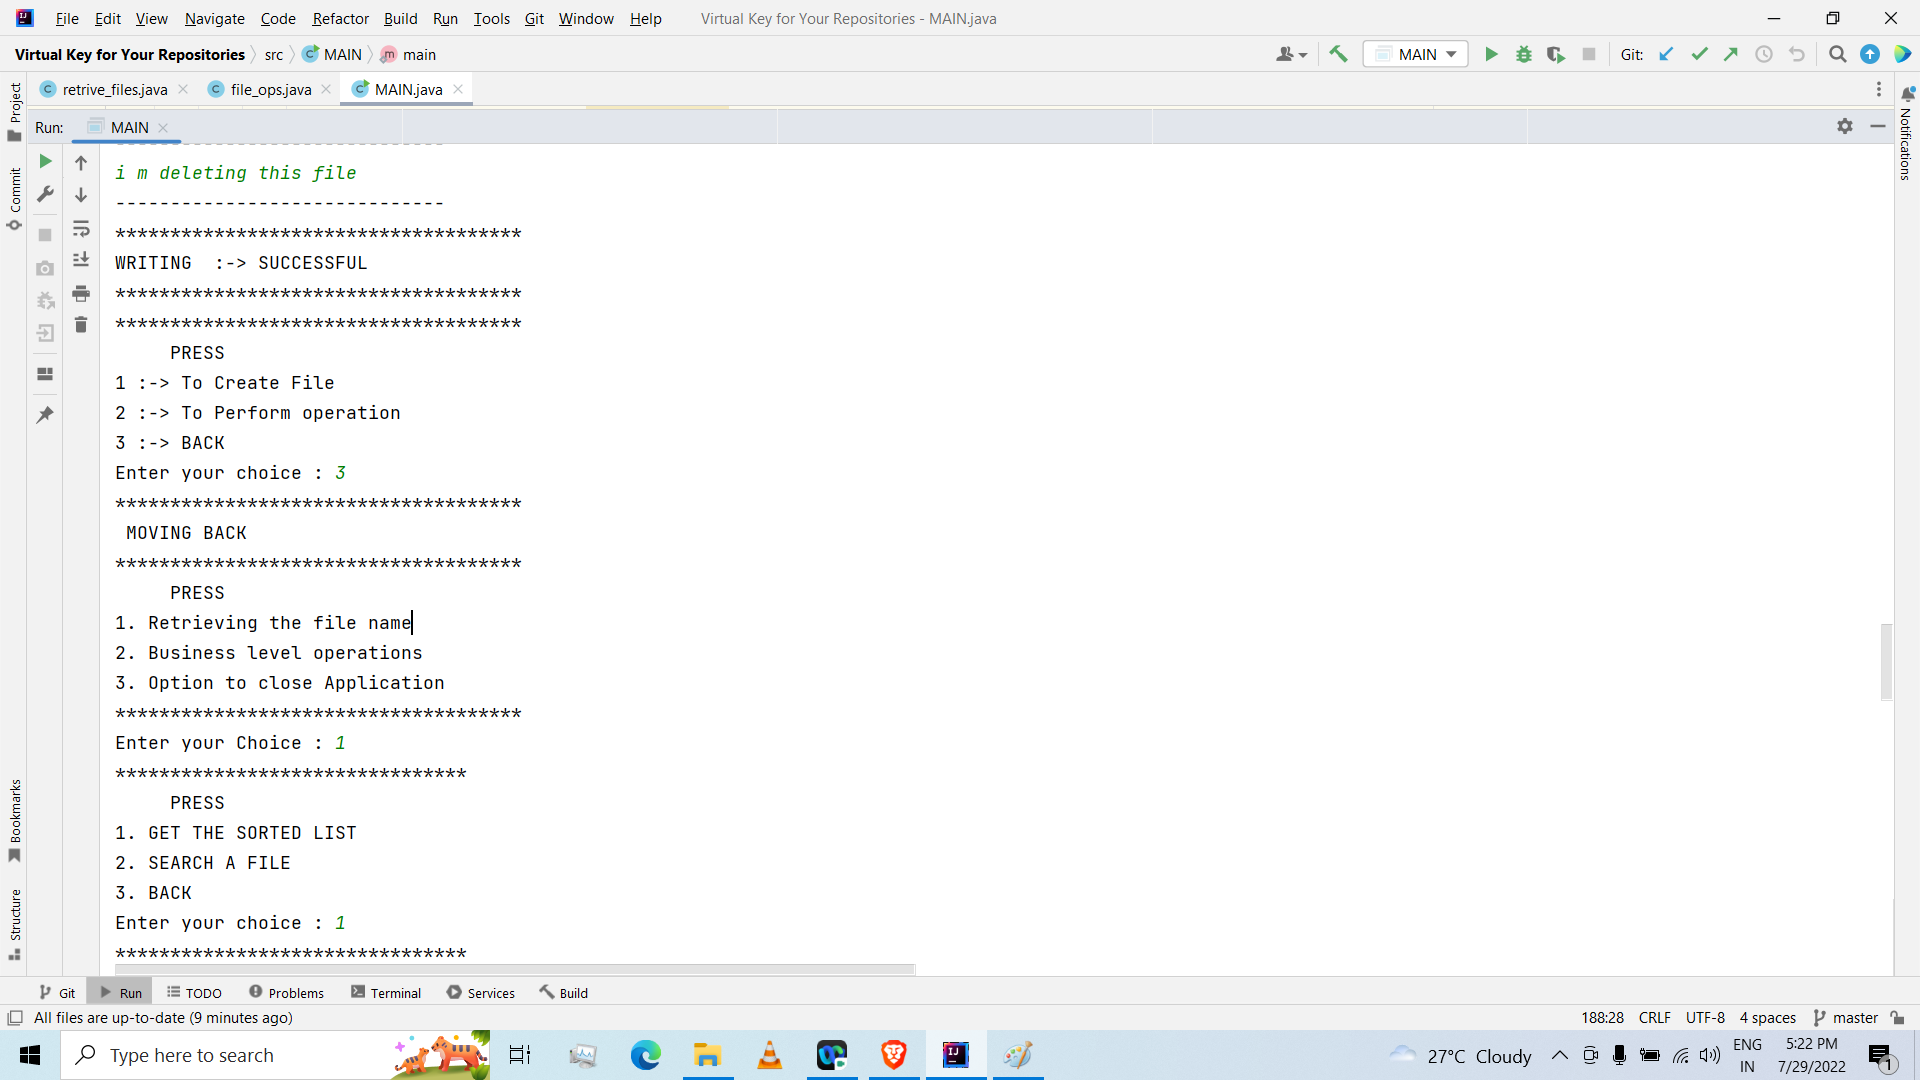 File Edit View Navigate Code Refactor Build Run Tools Git Window Help Virtual Key for Your Repositories - MAIN.java
Virtual Key for Your Repositories src MAIN main MAIN Git:
retrive_files.java file_ops.java MAIN.java
Run: MAIN
Project
Commit
Bookmarks
Structure
Notifications
-----------------------------
i m deleting this file
------------------------------
*************************************
WRITING  :-> SUCCESSFUL
*************************************
*************************************
     PRESS
1 :-> To Create File
2 :-> To Perform operation
3 :-> BACK
Enter your choice : 3
*************************************
 MOVING BACK
*************************************
     PRESS
1. Retrieving the file name
2. Business level operations
3. Option to close Application
*************************************
Enter your Choice : 1
********************************
     PRESS
1. GET THE SORTED LIST
2. SEARCH A FILE
3. BACK
Enter your choice : 1
********************************
Git Run TODO Problems Terminal Services Build
All files are up-to-date (9 minutes ago) 188:28 CRLF UTF-8 4 spaces master
Type here to search 27°C Cloudy ENG IN 5:22 PM 7/29/2022 1